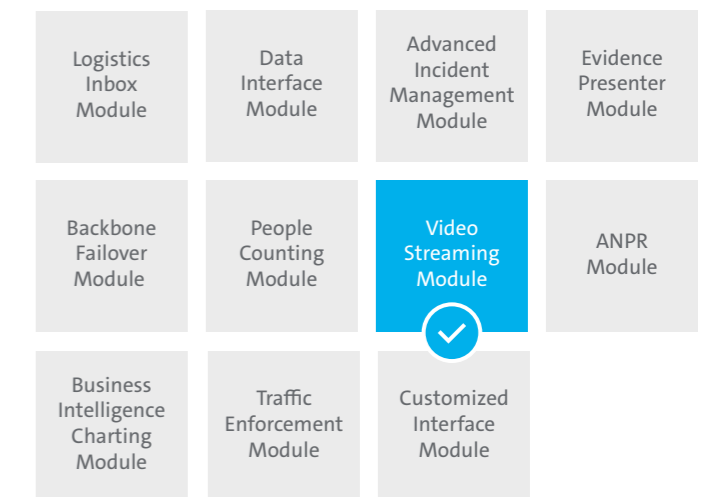 Logistics
Inbox
Module
Data
Interface
Module
Advanced
Incident
Management
Module
Evidence
Presenter
Module
Backbone
Failover
Module
People
Counting
Module
Video
Streaming
Module
ANPR
Module
Business
Intelligence
Charting
Module
Traffic
Enforcement
Module
Customized
Interface
Module